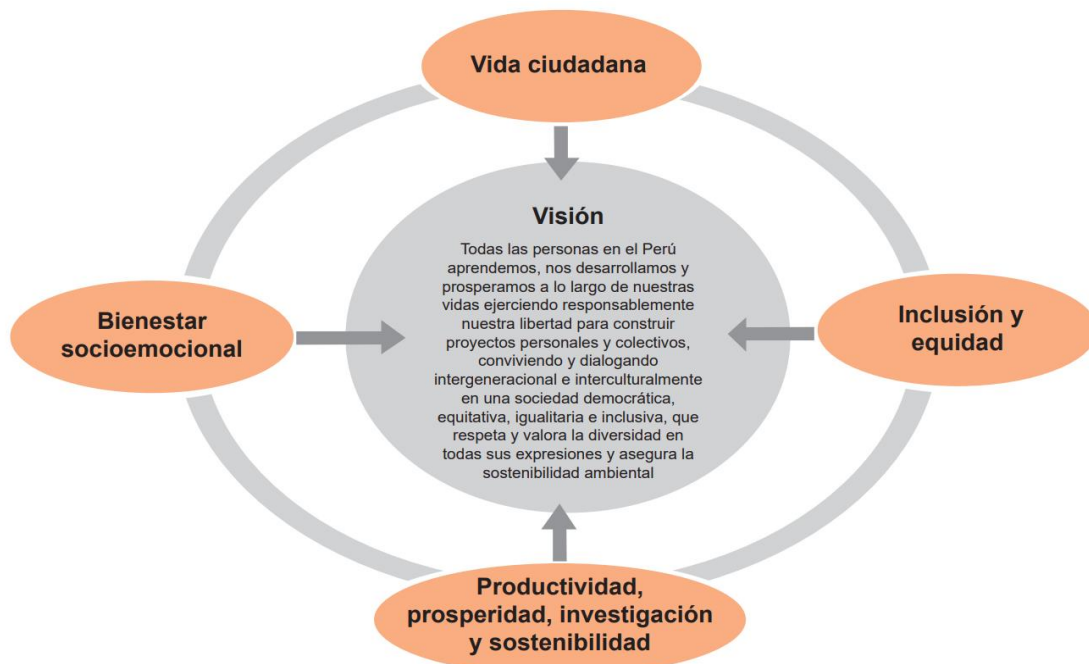 Vida ciudadana
Visión
Todas las personas en el Perú
aprendemos, nos desarrollamos y
prosperamos a lo largo de nuestras
vidas ejerciendo responsablemente
nuestra libertad para construir
proyectos personales y colectivos,
conviviendo y dialogando
intergeneracional e interculturalmente
en una sociedad democrática,
equitativa, igualitaria e inclusiva, que
respeta y valora la diversidad en
todas sus expresiones y asegura la
sostenibilidad ambiental
Bienestar
socioemocional
Inclusión y
equidad
Productividad,
prosperidad, investigación
y sostenibilidad